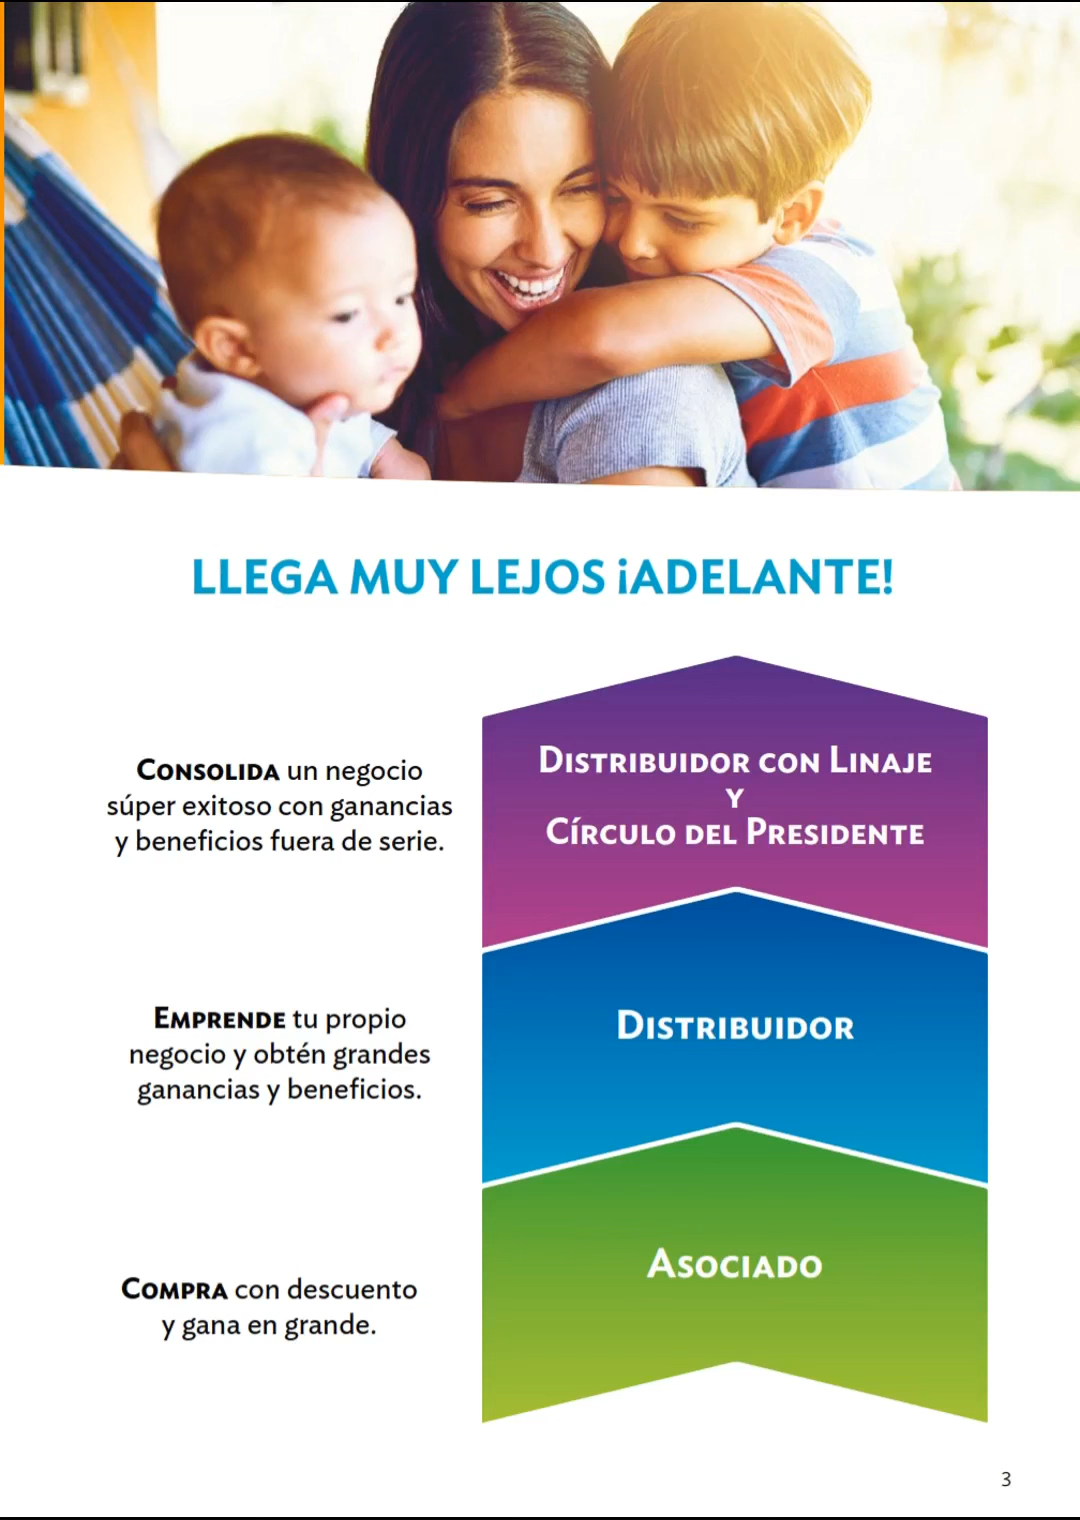 LLEGA MUY LEJOS ¡ADELANTE!
CONSOLIDA un negocio
súper exitoso con ganancias
y beneficios fuera de serie.
DISTRIBUIDOR CON LINAJE
Y
CÍRCULO DEL PRESIDENTE
EMPRENDE tu propio
negocio y obtén grandes
ganancias y beneficios.
DISTRIBUIDOR
COMPRA con descuento
y gana en grande.
ASOCIADO
3